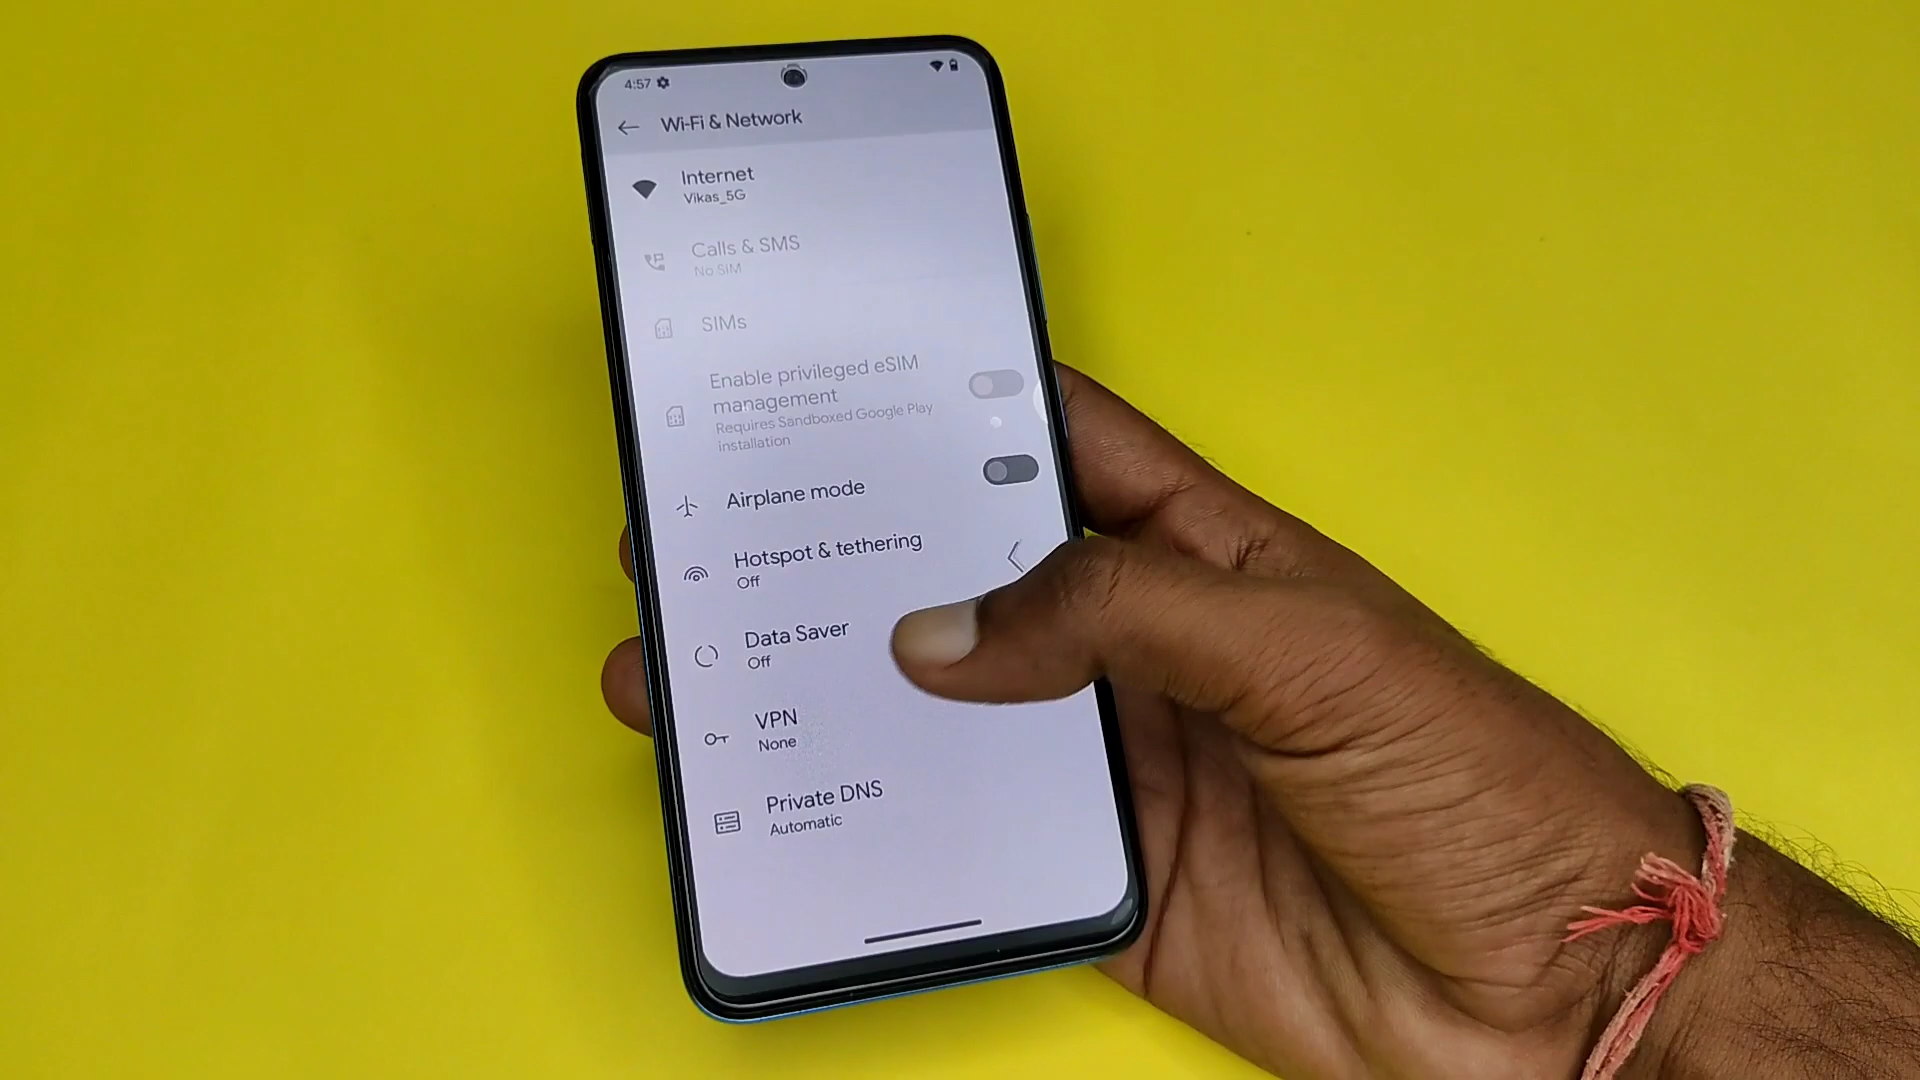 4:57
Wi-Fi & Network
Internet
Vikas_5G
Calls & SMS
No SIM
SIMs
Enable privileged eSIM
management
Requires Sandboxed Google Play
installation
Airplane mode
Hotspot & tethering
Off
Data Saver
Off
VPN
None
Private DNS
Automatic